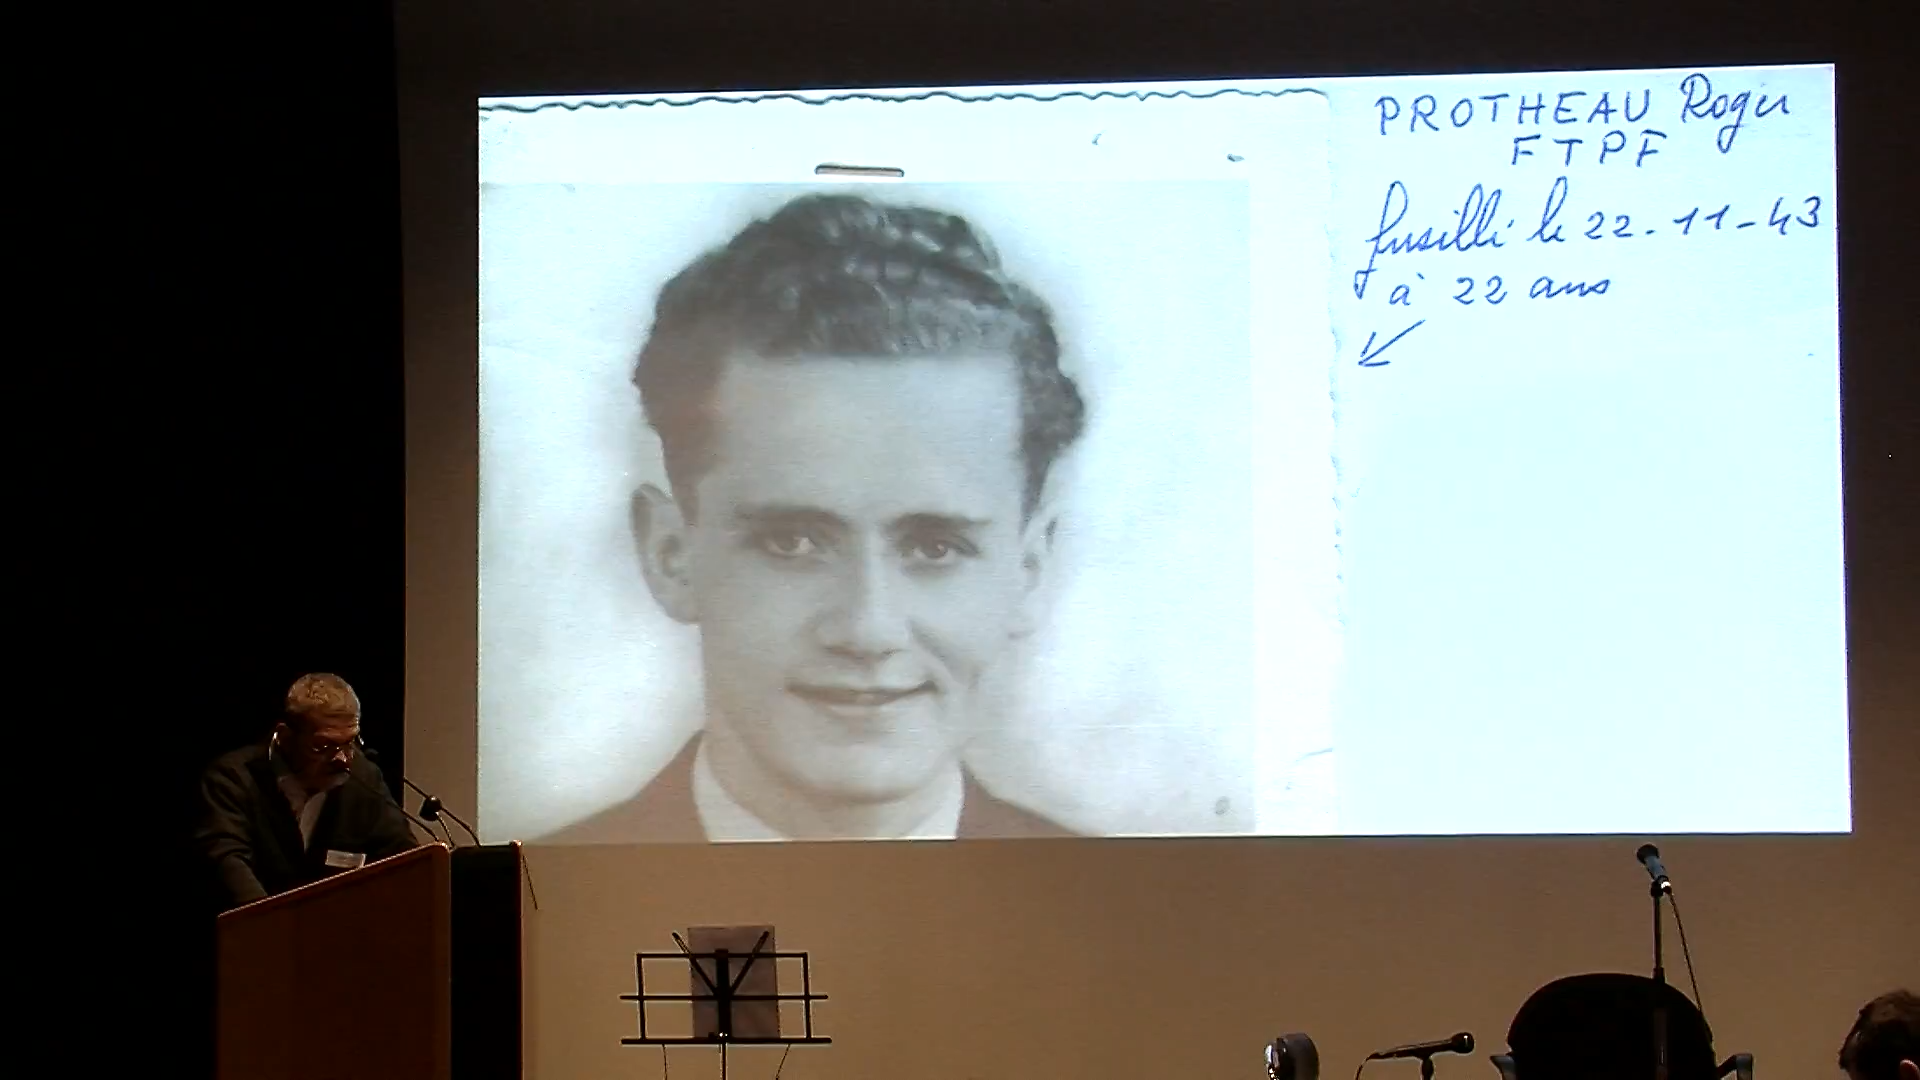 PROTHEAU Roger
FTPF
fusillé le 22-11-43
à 22 ans